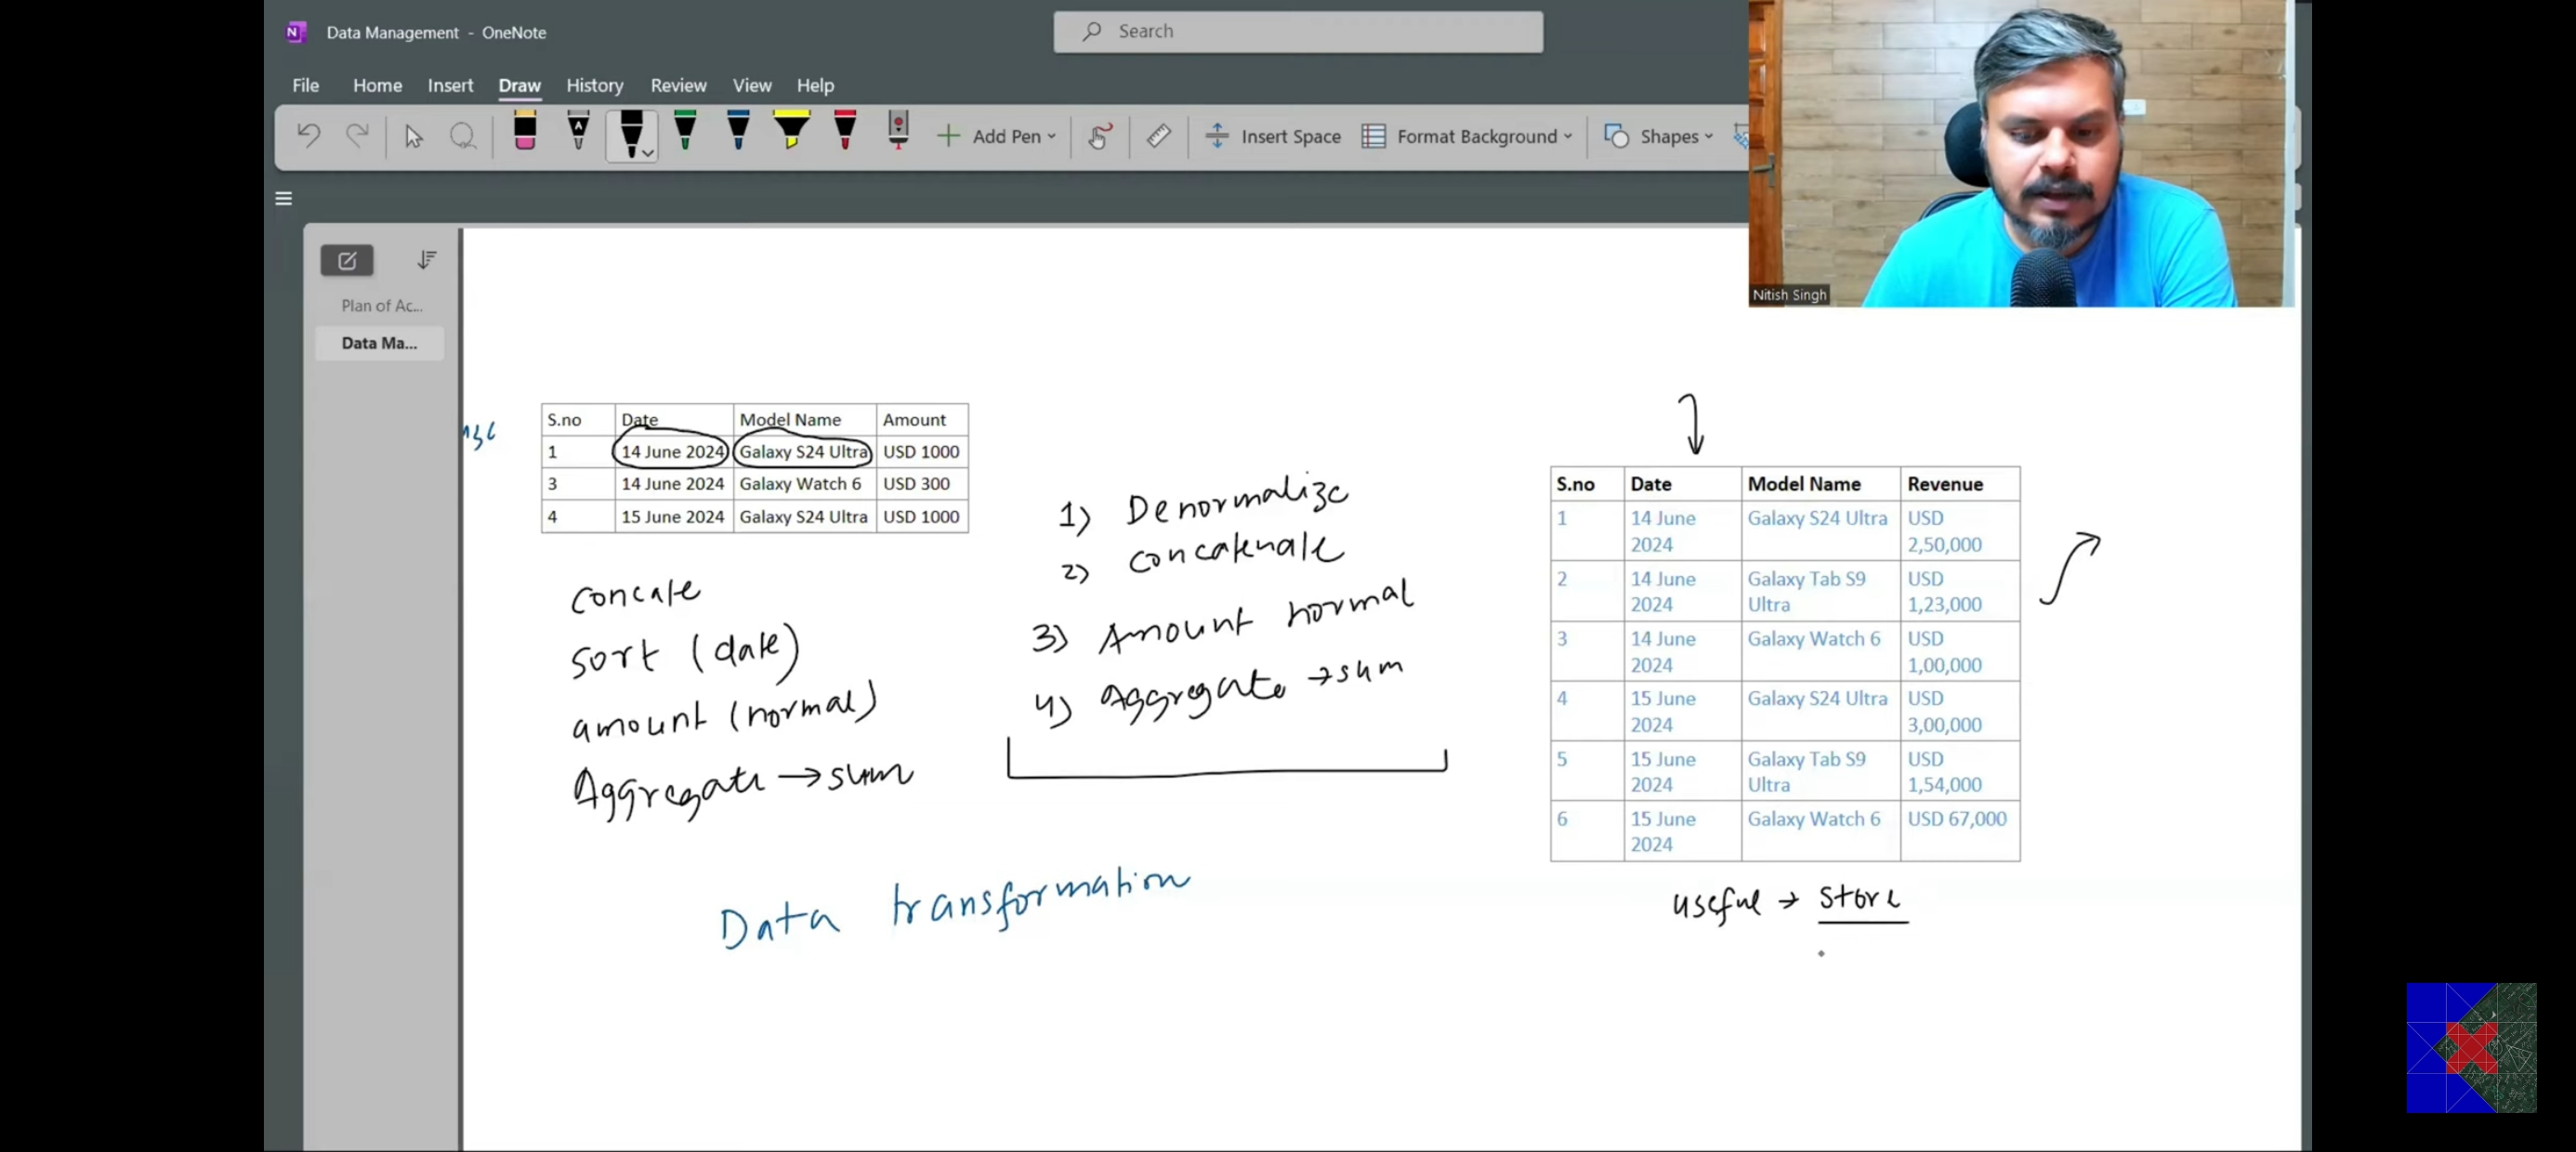 Data Management - OneNote
Search
File Home Insert Draw History Review View Help
Add Pen Insert Space Format Background Shapes
Nitish Singh
Plan of Ac...
Data Ma...
S.no Date Model Name Amount
1 14 June 2024 Galaxy S24 Ultra USD 1000
3 14 June 2024 Galaxy Watch 6 USD 300
4 15 June 2024 Galaxy S24 Ultra USD 1000
concate
sort (date)
amount (normal)
Aggregate → sum
1) Denormalize
2) concatenate
3) Amount normal
4) Aggregate → sum
Data transformation
S.no Date Model Name Revenue
1 14 June 2024 Galaxy S24 Ultra USD 2,50,000
2 14 June 2024 Galaxy Tab S9 Ultra USD 1,23,000
3 14 June 2024 Galaxy Watch 6 USD 1,00,000
4 15 June 2024 Galaxy S24 Ultra USD 3,00,000
5 15 June 2024 Galaxy Tab S9 Ultra USD 1,54,000
6 15 June 2024 Galaxy Watch 6 USD 67,000
useful → store